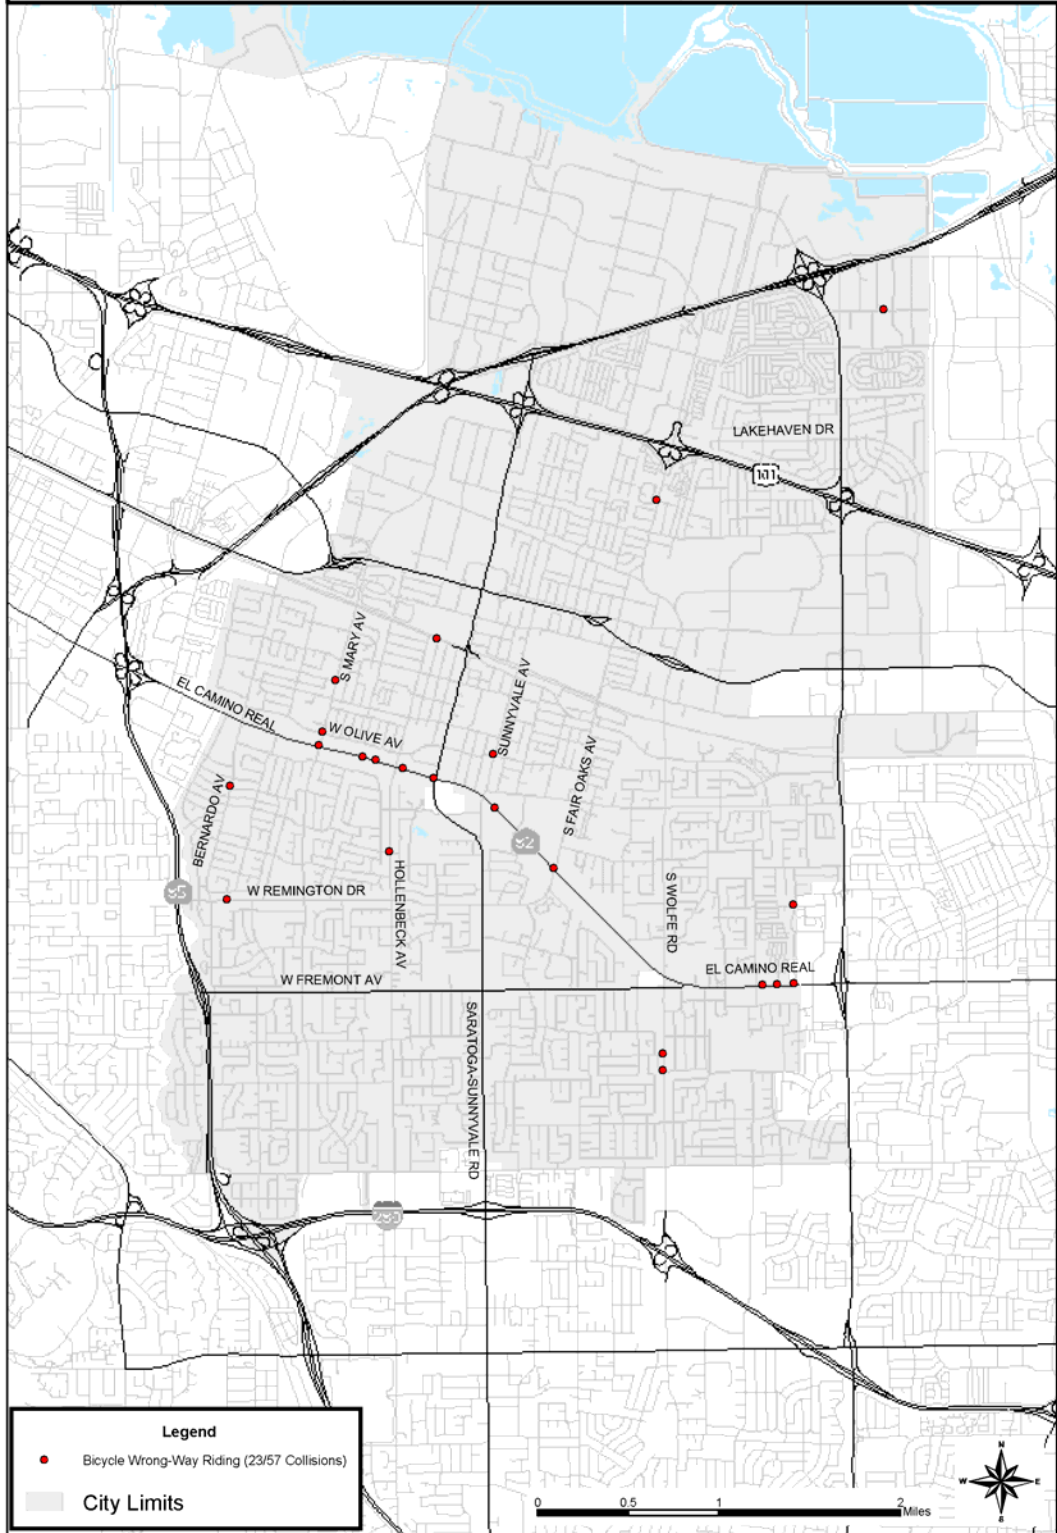 LAKEHAVEN DR
101
S MARY AV
EL CAMINO REAL
W OLIVE AV
SUNNYVALE AV
S FAIR OAKS AV
BERNARDO AV
82
HOLLENBECK AV
W REMINGTON DR
85
S WOLFE RD
EL CAMINO REAL
W FREMONT AV
SARATOGA-SUNNYVALE RD
Legend
Bicycle Wrong-Way Riding (23/57 Collisions)
City Limits
0 0.5 1 2
Miles
N
W E
S